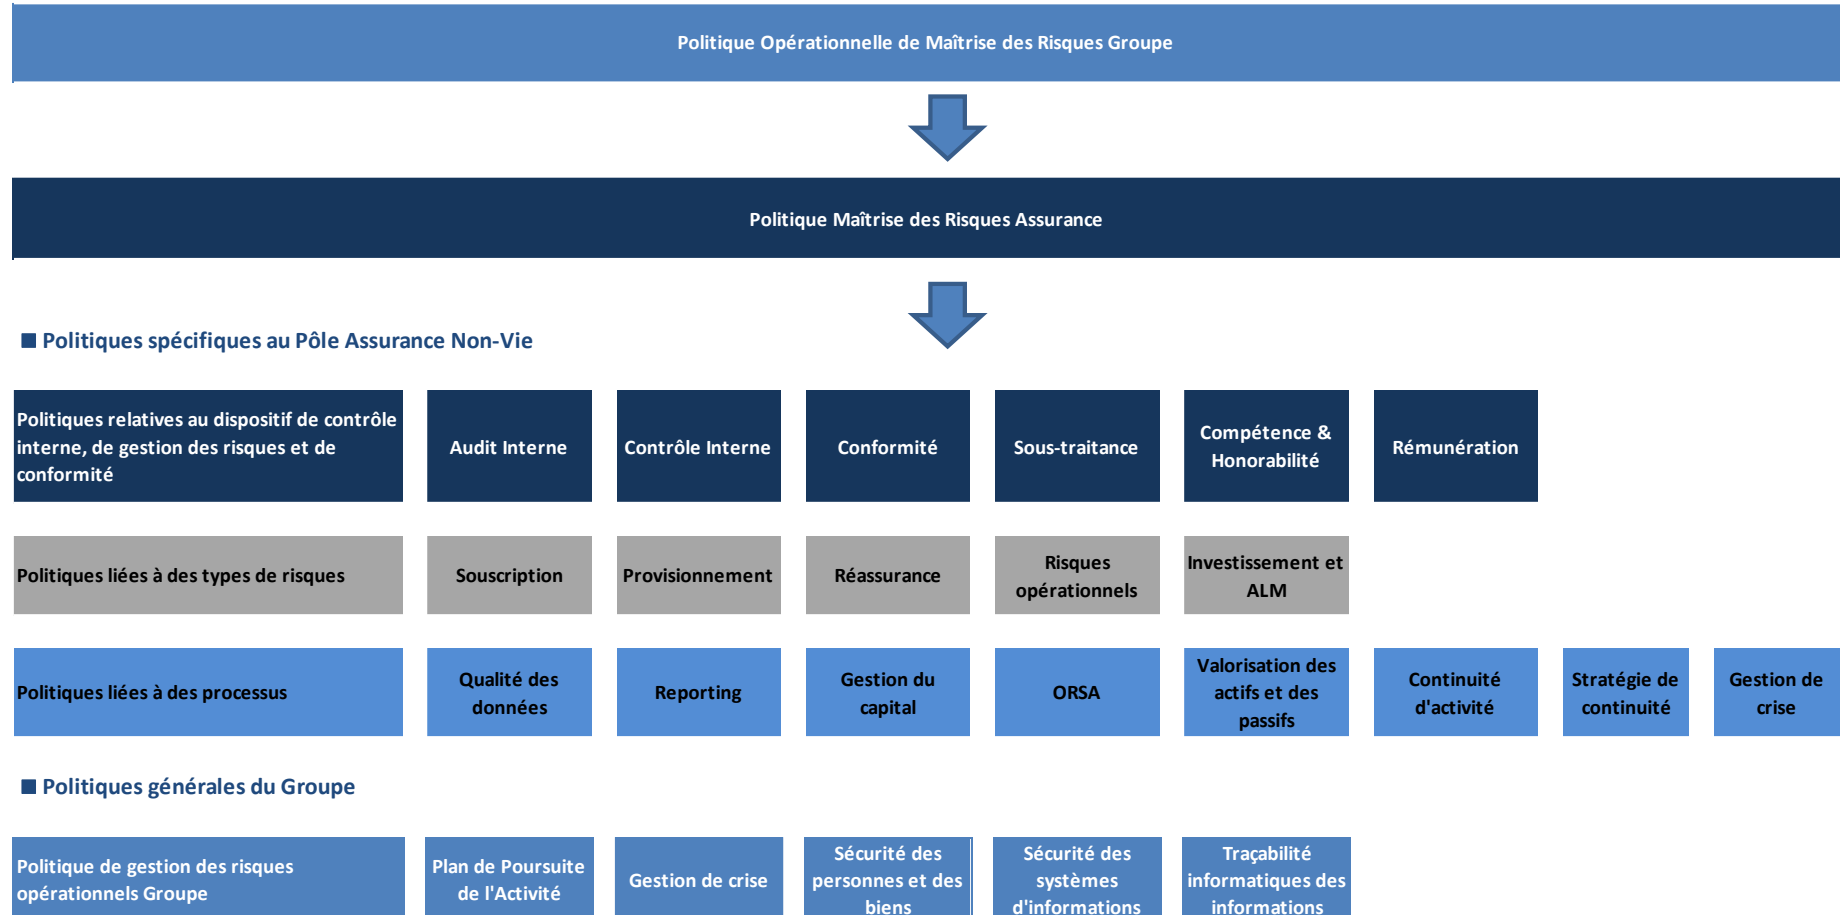 Politique Opérationnelle de Maîtrise des Risques Groupe
Politique Maîtrise des Risques Assurance
Politiques spécifiques au Pôle Assurance Non-Vie
Politiques relatives au dispositif de contrôle
interne, de gestion des risques et de
conformité
Audit Interne
Contrôle Interne
Conformité
Sous-traitance
Compétence &
Honorabilité
Rémunération
Politiques liées à des types de risques
Souscription
Provisionnement
Réassurance
Risques
opérationnels
Investissement et
ALM
Politiques liées à des processus
Qualité des
données
Reporting
Gestion du
capital
ORSA
Valorisation des
actifs et des
passifs
Continuité
d'activité
Stratégie de
continuité
Gestion de
crise
Politiques générales du Groupe
Politique de gestion des risques
opérationnels Groupe
Plan de Poursuite
de l'Activité
Gestion de crise
Sécurité des
personnes et des
biens
Sécurité des
systèmes
d'informations
Traçabilité
informatiques des
informations